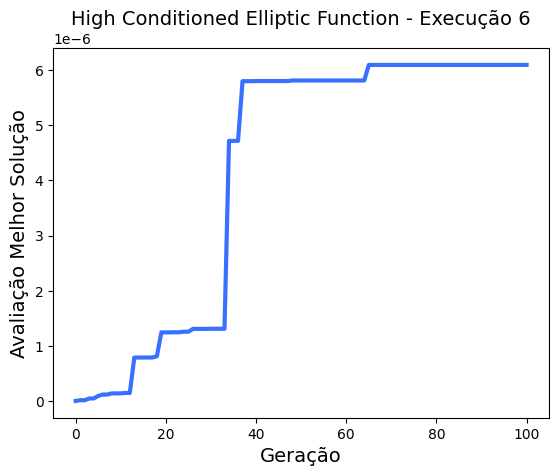 High Conditioned Elliptic Function - Execução 6
1e−6
6
5
4
3
2
1
0
Avaliação Melhor Solução
0 20 40 60 80 100
Geração